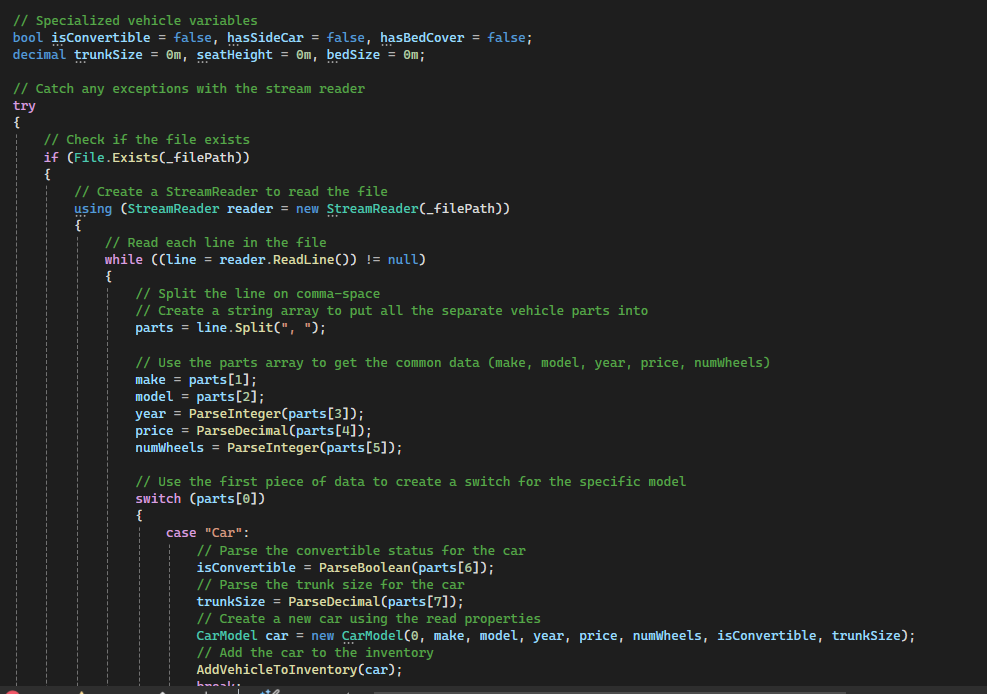 // Specialized vehicle variables
bool isConvertible = false, hasSideCar = false, hasBedCover = false;
decimal trunkSize = 0m, seatHeight = 0m, bedSize = 0m;
// Catch any exceptions with the stream reader
try
{
// Check if the file exists
if (File.Exists(_filePath))
{
// Create a StreamReader to read the file
using (StreamReader reader = new StreamReader(_filePath))
{
// Read each line in the file
while ((line = reader.ReadLine()) != null)
{
// Split the line on comma-space
// Create a string array to put all the separate vehicle parts into
parts = line.Split(", ");
// Use the parts array to get the common data (make, model, year, price, numWheels)
make = parts[1];
model = parts[2];
year = ParseInteger(parts[3]);
price = ParseDecimal(parts[4]);
numWheels = ParseInteger(parts[5]);
// Use the first piece of data to create a switch for the specific model
switch (parts[0])
{
case "Car":
// Parse the convertible status for the car
isConvertible = ParseBoolean(parts[6]);
// Parse the trunk size for the car
trunkSize = ParseDecimal(parts[7]);
// Create a new car using the read properties
CarModel car = new CarModel(0, make, model, year, price, numWheels, isConvertible, trunkSize);
// Add the car to the inventory
AddVehicleToInventory(car);
break;